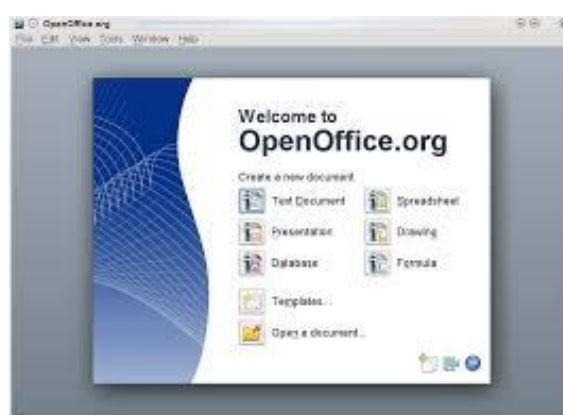 OpenOffice.org
File Edit View Tools Window Help
Welcome to
OpenOffice.org
Create a new document
Text Document Spreadsheet
Presentation Drawing
Database Formula
Templates...
Open a document...